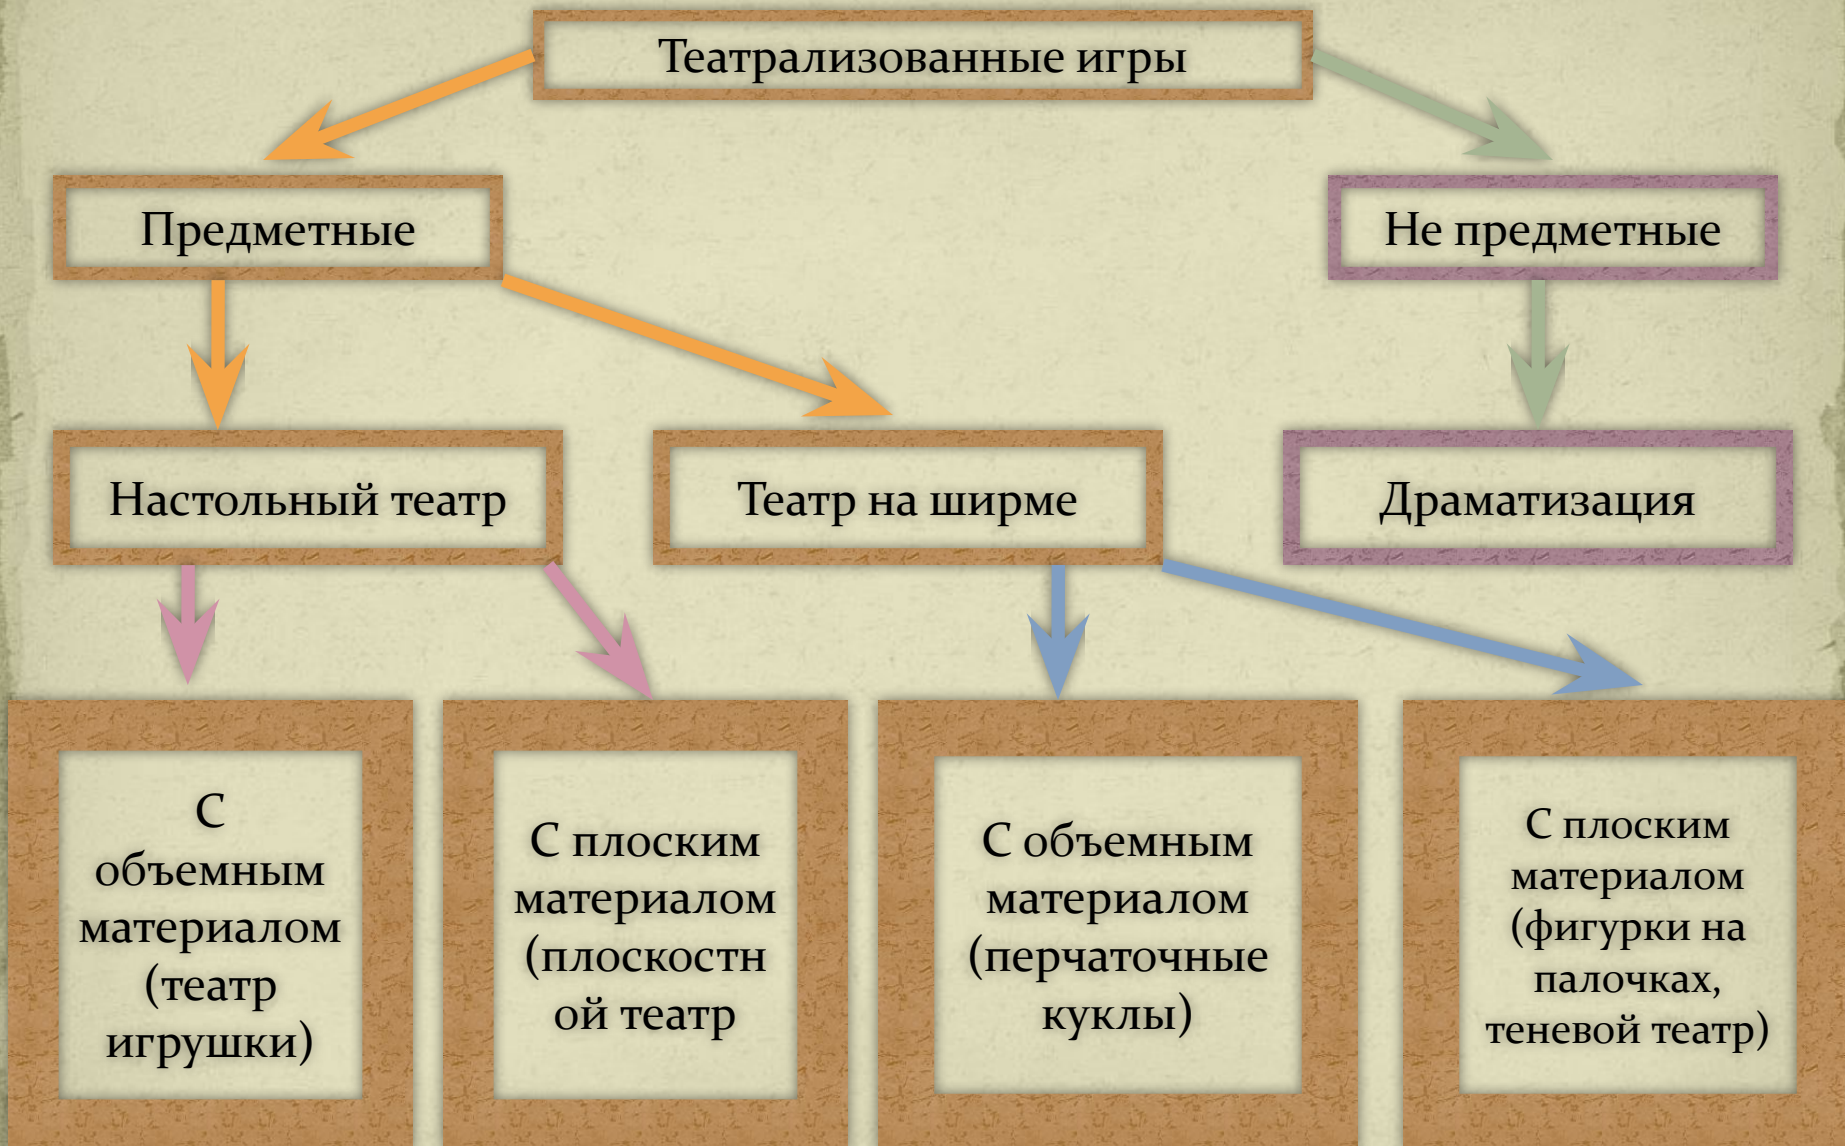 Театрализованные игры
Предметные
Не предметные
Настольный театр
Театр на ширме
Драматизация
С
объемным
материалом
(театр
игрушки)
С плоским
материалом
(плоскостн
ой театр
С объемным
материалом
(перчаточные
куклы)
С плоским
материалом
(фигурки на
палочках,
теневой театр)